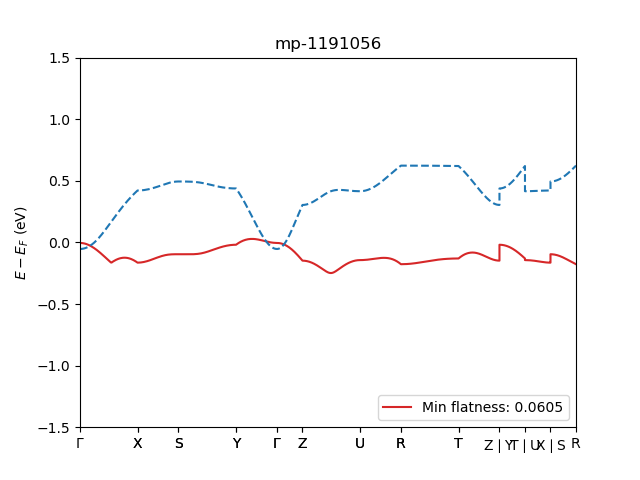 mp-1191056
1.5
1.0
0.5
0.0
−0.5
−1.0
−1.5
E − E_F (eV)
Min flatness: 0.0605
Γ X S Y Γ Z U R T Z | Y T | U X | S R